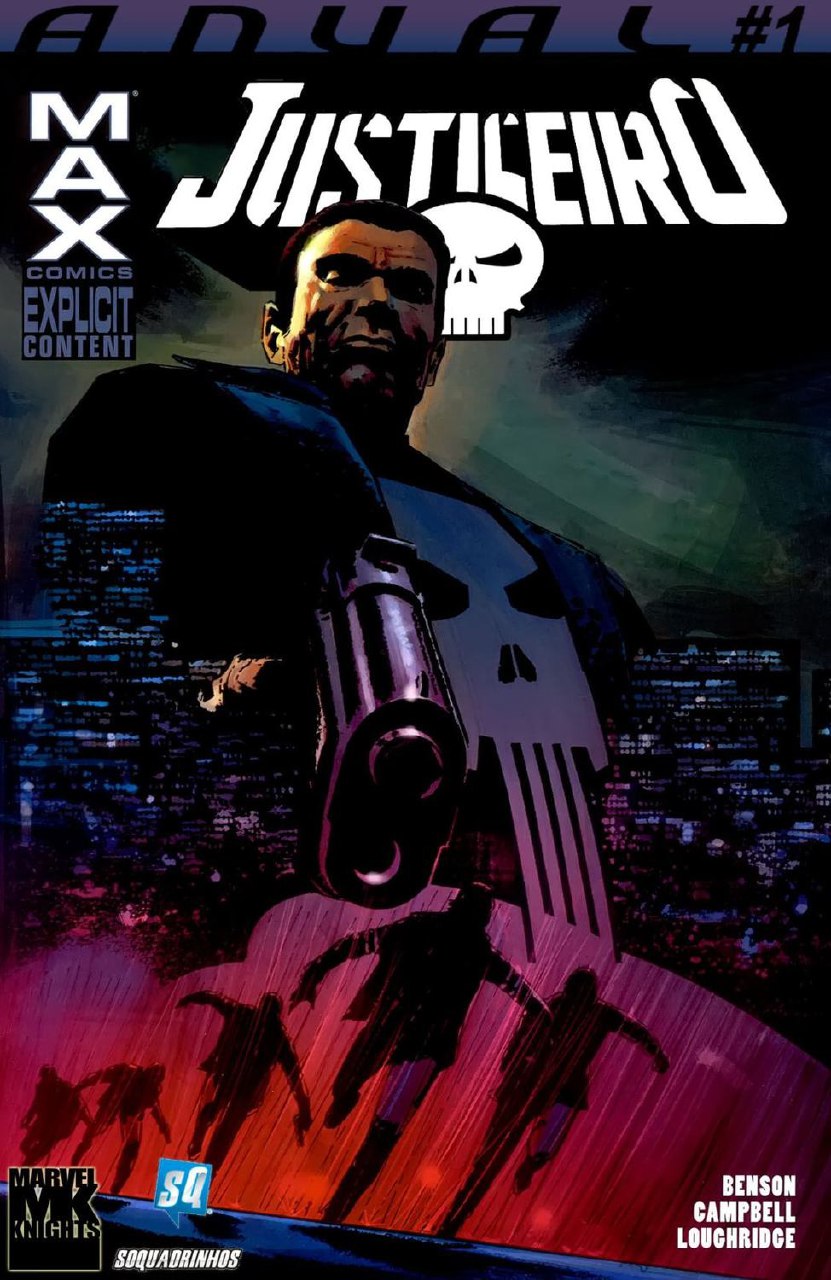 ANUAL #1
MAX
COMICS
EXPLICIT
CONTENT
JUSTICEIRO
MARVEL
MK
KNIGHTS
SQ
SOQUADRINHOS
BENSON
CAMPBELL
LOUGHRIDGE